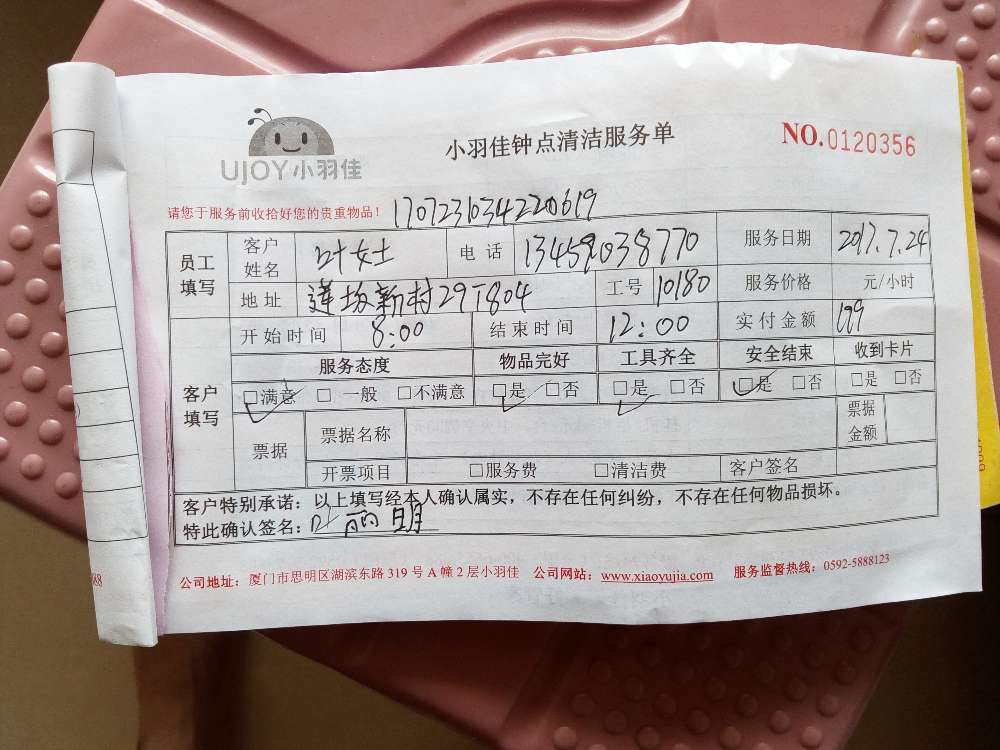 UJOY小羽佳
小羽佳钟点清洁服务单
NO.0120356
请您于服务前收拾好您的贵重物品！
170723103422 0619
员工填写 客户姓名 叶女士 电话 服务日期 2017.7.24
地址 莲坂新村29T804 工号 10180 服务价格 元/小时
客户填写 开始时间 8:00 结束时间 12:00 实付金额 199
服务态度 物品完好 工具齐全 安全结束 收到卡片
□满意 □一般 □不满意 □是 □否 □是 □否 □是 □否 □是 □否
票据 票据名称 票据金额
开票项目 □服务费 □清洁费 客户签名
客户特别承诺：以上填写经本人确认属实，不存在任何纠纷，不存在任何物品损坏。
特此确认签名：叶丽明
公司地址：厦门市思明区湖滨东路319号A幢2层小羽佳 公司网站：www.xiaoyujia.com 服务监督热线：0592-5888123